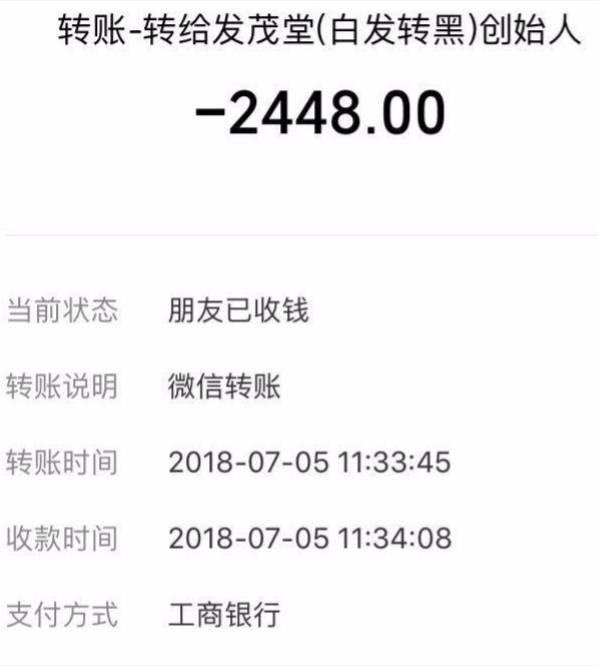 转账-转给发茂堂(白发转黑)创始人
-2448.00
当前状态 朋友已收钱
转账说明 微信转账
转账时间 2018-07-05 11:33:45
收款时间 2018-07-05 11:34:08
支付方式 工商银行